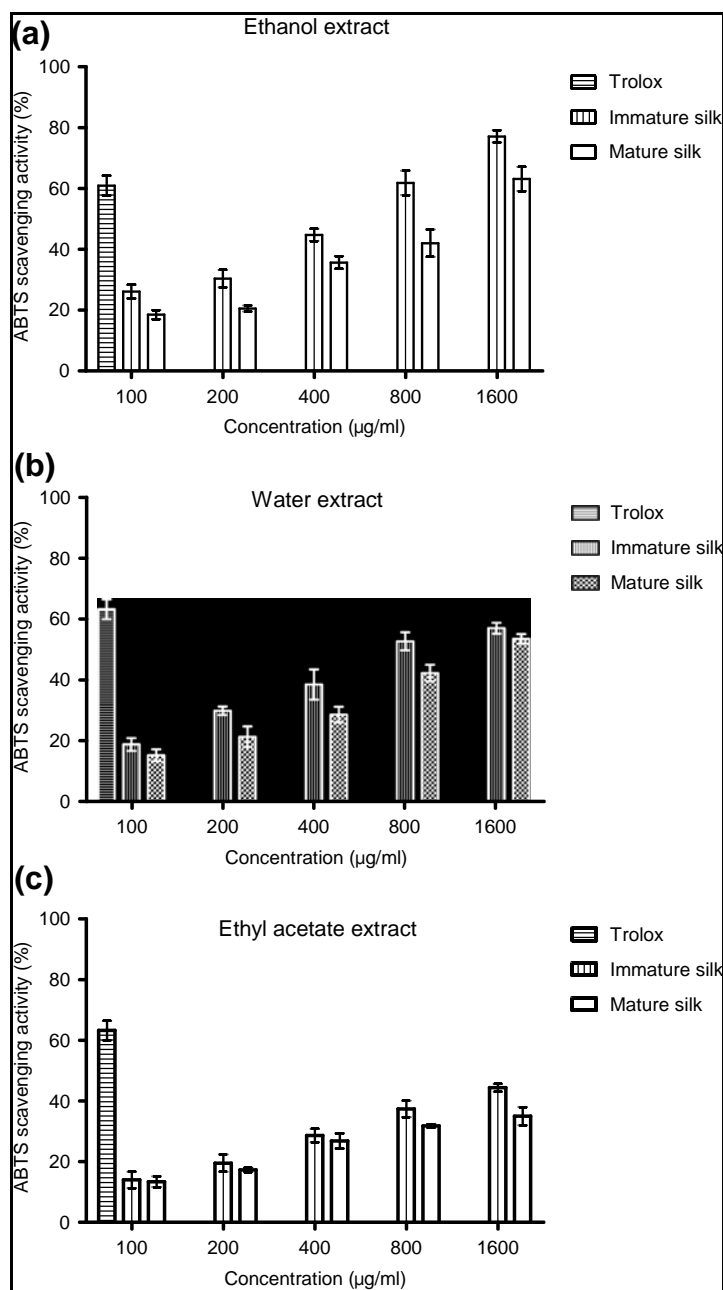 (a)
Ethanol extract
ABTS scavenging activity (%)
100
80
60
40
20
0
Trolox
Immature silk
Mature silk
100 200 400 800 1600
Concentration (µg/ml)
(b)
Water extract
ABTS scavenging activity (%)
100
80
60
40
20
0
Trolox
Immature silk
Mature silk
100 200 400 800 1600
Concentration (µg/ml)
(c)
Ethyl acetate extract
ABTS scavenging activity (%)
100
80
60
40
20
0
Trolox
Immature silk
Mature silk
100 200 400 800 1600
Concentration (µg/ml)